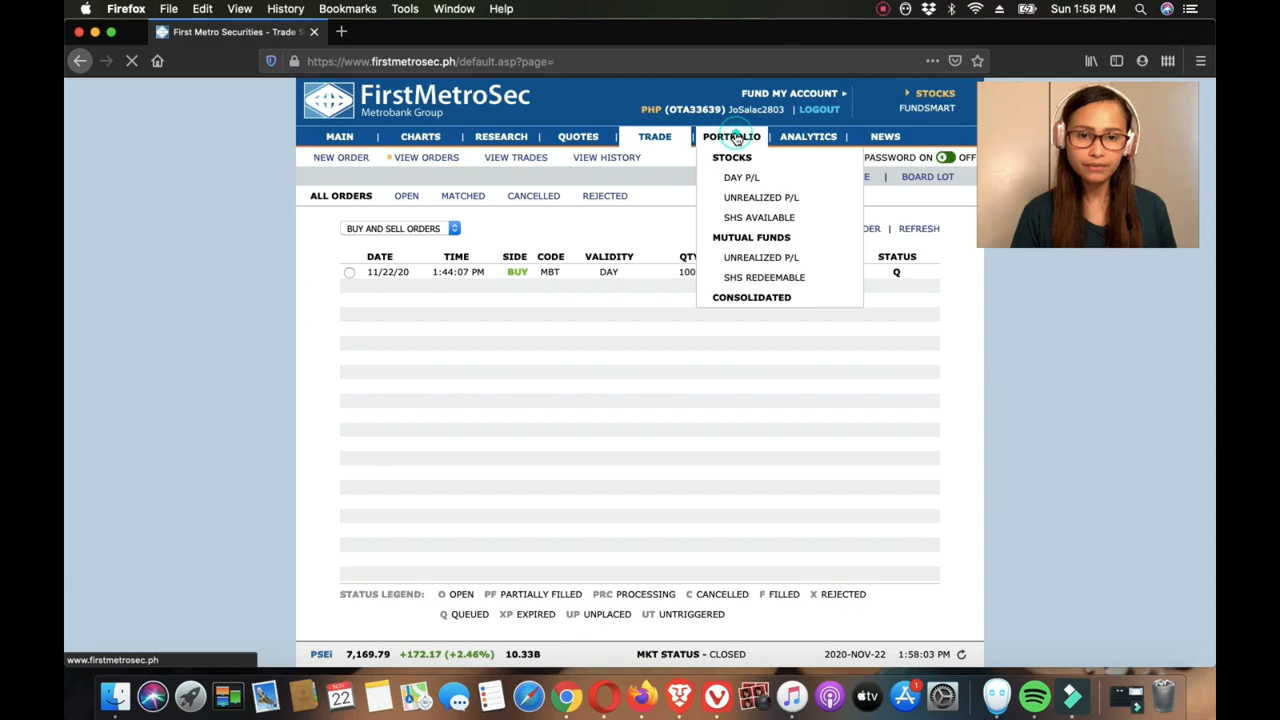 Firefox File Edit View History Bookmarks Tools Window Help Sun 1:58 PM
First Metro Securities - Trade S
https://www.firstmetrosec.ph/default.asp?page=
FirstMetroSec
Metrobank Group
FUND MY ACCOUNT
PHP (OTA33639) JoSalac2803 | LOGOUT
STOCKS
FUNDSMART
MAIN | CHARTS | RESEARCH | QUOTES | TRADE | PORTFOLIO | ANALYTICS | NEWS
NEW ORDER VIEW ORDERS VIEW TRADES VIEW HISTORY PASSWORD ON OFF
E | BOARD LOT
ALL ORDERS OPEN MATCHED CANCELLED REJECTED
STOCKS
DAY P/L
UNREALIZED P/L
SHS AVAILABLE
MUTUAL FUNDS
UNREALIZED P/L
SHS REDEEMABLE
CONSOLIDATED
BUY AND SELL ORDERS DER | REFRESH
DATE TIME SIDE CODE VALIDITY QTY STATUS
11/22/20 1:44:07 PM BUY MBT DAY 100 Q
STATUS LEGEND: O OPEN PF PARTIALLY FILLED PRC PROCESSING C CANCELLED F FILLED X REJECTED
Q QUEUED XP EXPIRED UP UNPLACED UT UNTRIGGERED
PSEi 7,169.79 +172.17 (+2.46%) 10.33B MKT STATUS - CLOSED 2020-NOV-22 1:58:03 PM
www.firstmetrosec.ph
NOV
22
tv
1